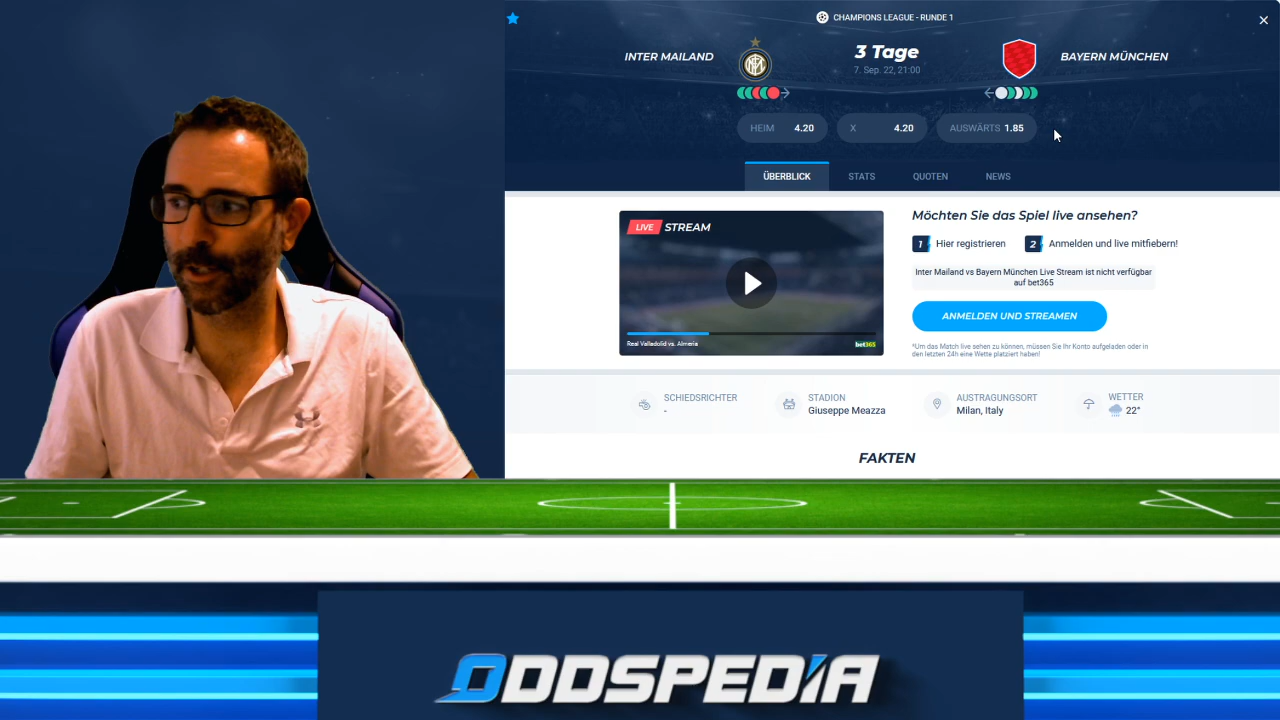 CHAMPIONS LEAGUE - RUNDE 1
INTER MAILAND
3 Tage
BAYERN MÜNCHEN
7. Sep. 22, 21:00
HEIM 4.20
X 4.20
AUSWÄRTS 1.85
ÜBERBLICK STATS QUOTEN NEWS
LIVE STREAM
Real Valladolid vs. Almeria
bet365
Möchten Sie das Spiel live ansehen?
1 Hier registrieren 2 Anmelden und live mitfiebern!
Inter Mailand vs Bayern München Live Stream ist nicht verfügbar
auf bet365
ANMELDEN UND STREAMEN
*Um das Match live sehen zu können, müssen Sie Ihr Konto aufgeladen oder in
den letzten 24h eine Wette platziert haben!
SCHIEDSRICHTER
-
STADION
Giuseppe Meazza
AUSTRAGUNGSORT
Milan, Italy
WETTER
22°
FAKTEN
ODDSPEDIA